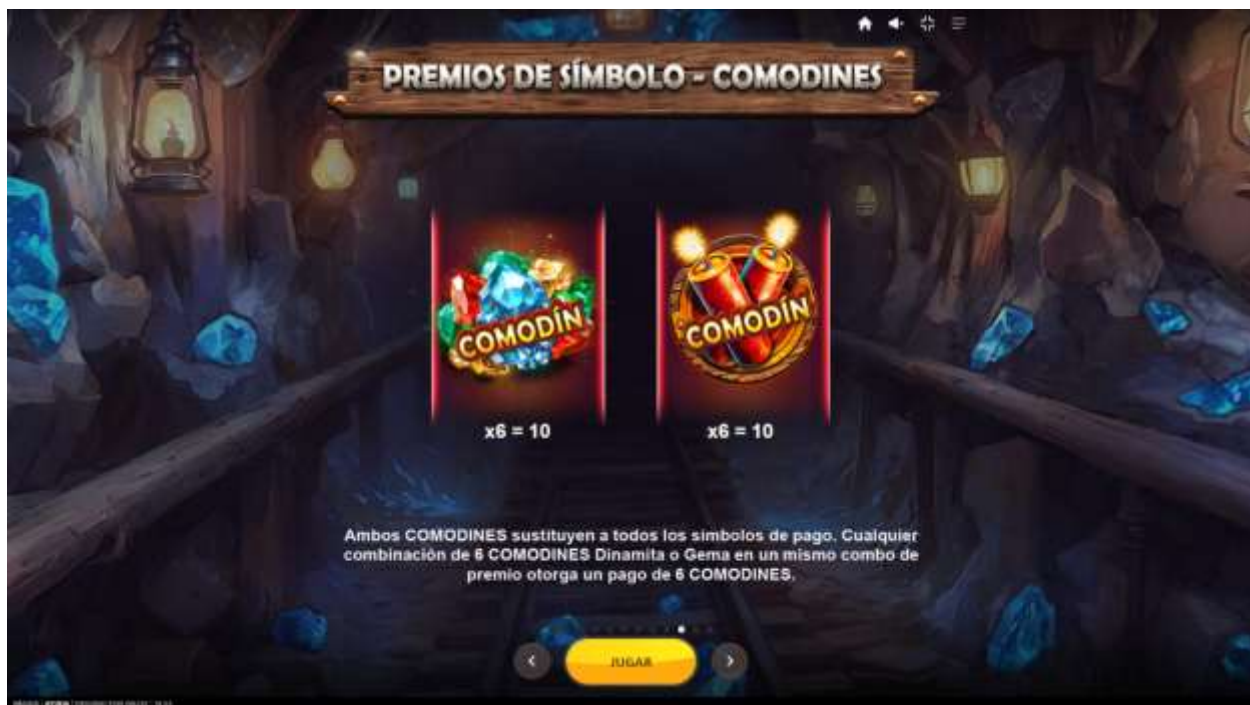 PREMIOS DE SÍMBOLO - COMODINES
COMODÍN
COMODÍN
x6 = 10
x6 = 10
Ambos COMODINES sustituyen a todos los símbolos de pago. Cualquier
combinación de 6 COMODINES Dinamita o Gema en un mismo combo de
premio otorga un pago de 6 COMODINES.
JUGAR